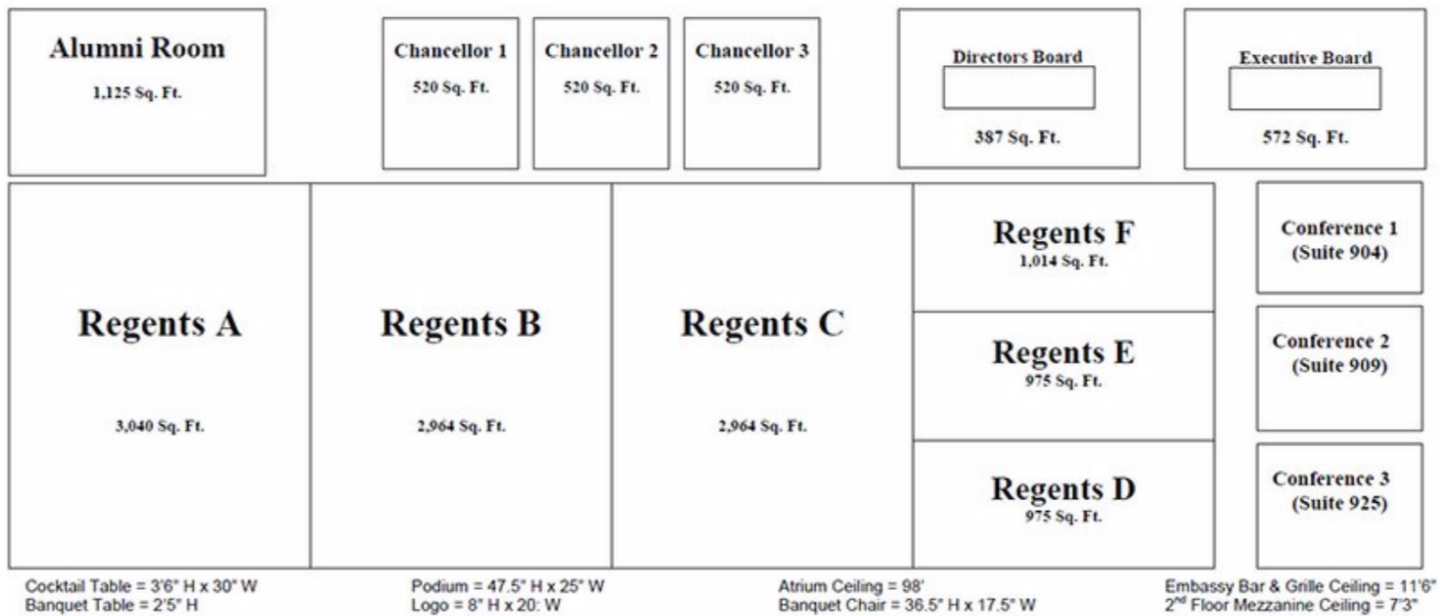 Alumni Room
1,125 Sq. Ft.
Chancellor 1
520 Sq. Ft.
Chancellor 2
520 Sq. Ft.
Chancellor 3
520 Sq. Ft.
Directors Board
387 Sq. Ft.
Executive Board
572 Sq. Ft.
Regents A
3,040 Sq. Ft.
Regents B
2,964 Sq. Ft.
Regents C
2,964 Sq. Ft.
Regents F
1,014 Sq. Ft.
Regents E
975 Sq. Ft.
Regents D
975 Sq. Ft.
Conference 1
(Suite 904)
Conference 2
(Suite 909)
Conference 3
(Suite 925)
Cocktail Table = 3'6" H x 30" W
Banquet Table = 2'5" H
Podium = 47.5" H x 25" W
Logo = 8" H x 20: W
Atrium Ceiling = 98'
Banquet Chair = 36.5" H x 17.5" W
Embassy Bar & Grille Ceiling = 11'6"
2nd Floor Mezzanine Ceiling = 7'3"